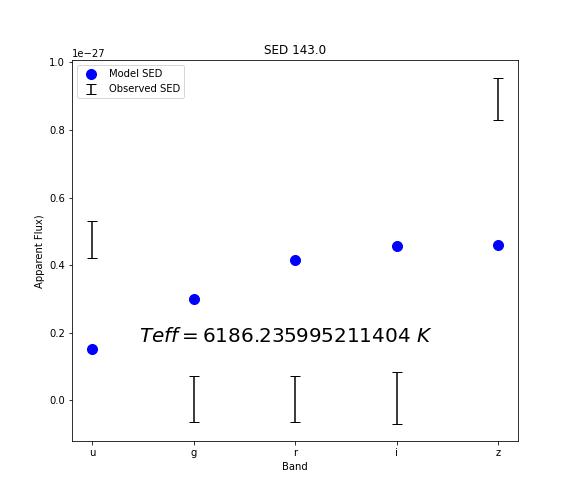 SED 143.0
1e−27
Model SED
Observed SED
1.0
0.8
0.6
0.4
0.2
0.0
Apparent Flux)
Teff = 6186.235995211404 K
u g r i z
Band